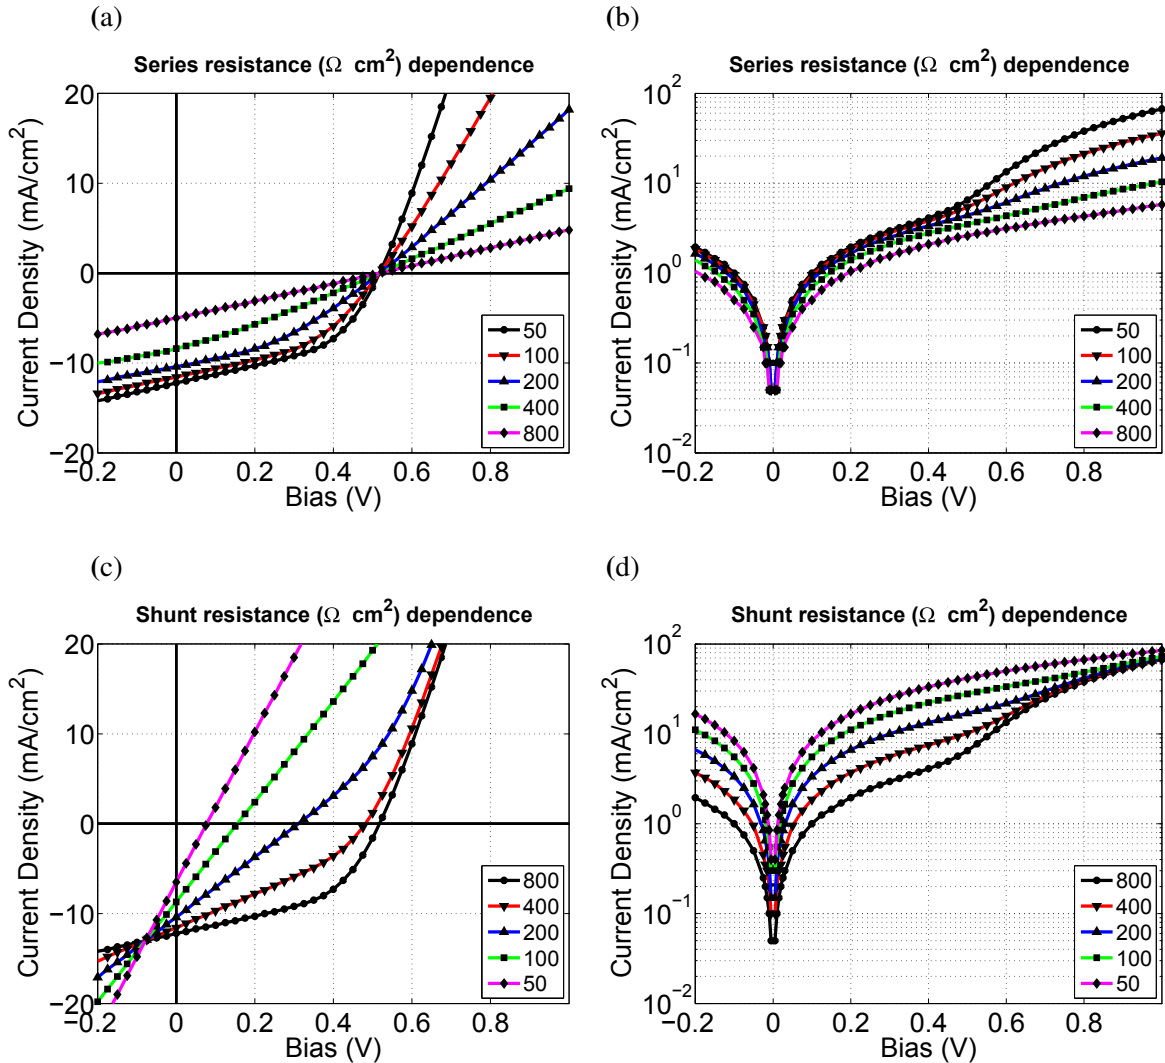 (a)
Series resistance (Ω cm²) dependence
20
10
0
−10
−20
−0.2 0 0.2 0.4 0.6 0.8
Bias (V)
Current Density (mA/cm²)
50
100
200
400
800
(b)
Series resistance (Ω cm²) dependence
10²
10¹
10⁰
10⁻¹
10⁻²
−0.2 0 0.2 0.4 0.6 0.8
Bias (V)
Current Density (mA/cm²)
50
100
200
400
800
(c)
Shunt resistance (Ω cm²) dependence
20
10
0
−10
−20
−0.2 0 0.2 0.4 0.6 0.8
Bias (V)
Current Density (mA/cm²)
800
400
200
100
50
(d)
Shunt resistance (Ω cm²) dependence
10²
10¹
10⁰
10⁻¹
10⁻²
−0.2 0 0.2 0.4 0.6 0.8
Bias (V)
Current Density (mA/cm²)
800
400
200
100
50